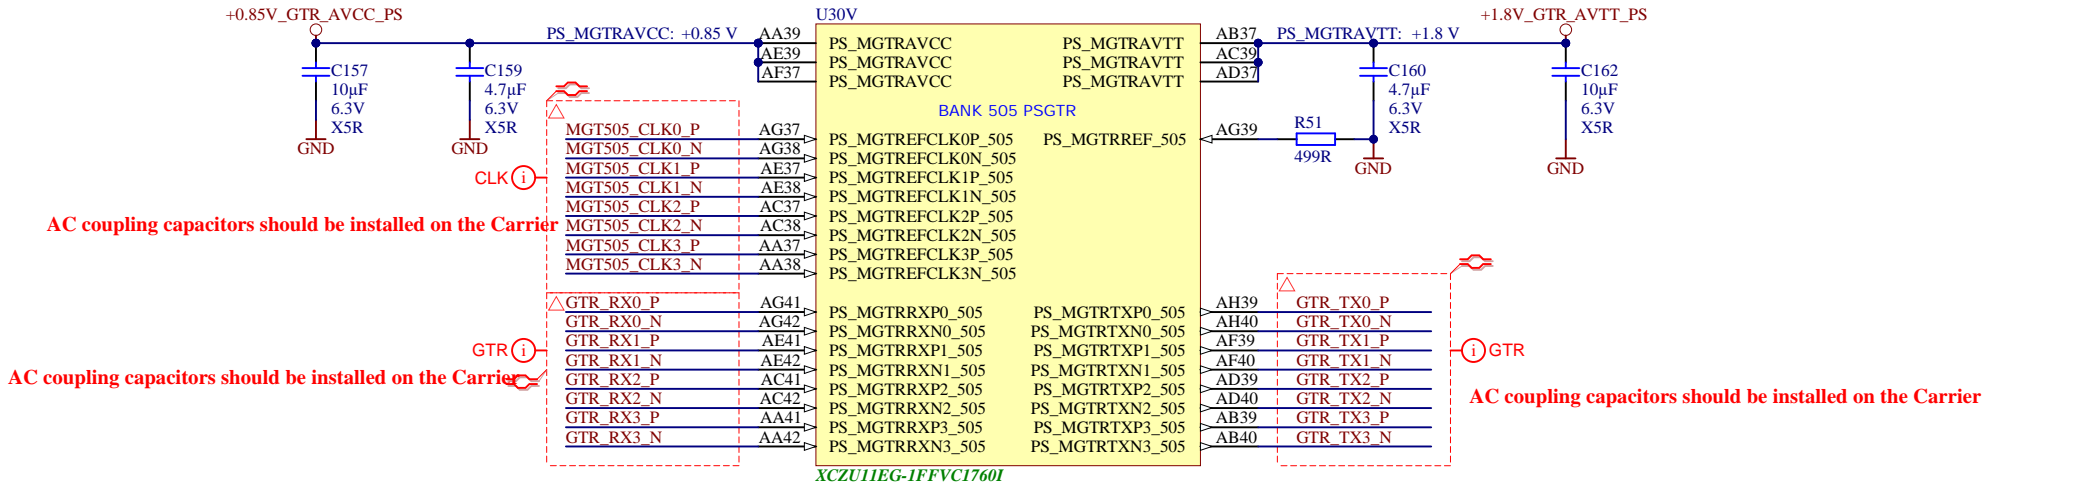 +0.85V_GTR_AVCC_PS
U30V
+1.8V_GTR_AVTT_PS
PS_MGTRAVCC: +0.85 V AA39 PS_MGTRAVCC PS_MGTRAVTT AB37 PS_MGTRAVTT: +1.8 V
AE39 PS_MGTRAVCC PS_MGTRAVTT AC39
AF37 PS_MGTRAVCC PS_MGTRAVTT AD37
C157
10µF
6.3V
X5R
GND
C159
4.7µF
6.3V
X5R
GND
C160
4.7µF
6.3V
X5R
GND
C162
10µF
6.3V
X5R
GND
BANK 505 PSGTR
MGT505_CLK0_P AG37 PS_MGTREFCLK0P_505 PS_MGTRREF_505 AG39 R51
499R
MGT505_CLK0_N AG38 PS_MGTREFCLK0N_505
MGT505_CLK1_P AE37 PS_MGTREFCLK1P_505
CLK i
MGT505_CLK1_N AE38 PS_MGTREFCLK1N_505
MGT505_CLK2_P AC37 PS_MGTREFCLK2P_505
AC coupling capacitors should be installed on the Carrier
MGT505_CLK2_N AC38 PS_MGTREFCLK2N_505
MGT505_CLK3_P AA37 PS_MGTREFCLK3P_505
MGT505_CLK3_N AA38 PS_MGTREFCLK3N_505
GTR_RX0_P AG41 PS_MGTRRXP0_505 PS_MGTRTXP0_505 AH39 GTR_TX0_P
GTR_RX0_N AG42 PS_MGTRRXN0_505 PS_MGTRTXN0_505 AH40 GTR_TX0_N
GTR_RX1_P AE41 PS_MGTRRXP1_505 PS_MGTRTXP1_505 AF39 GTR_TX1_P
GTR i
i GTR
GTR_RX1_N AE42 PS_MGTRRXN1_505 PS_MGTRTXN1_505 AF40 GTR_TX1_N
AC coupling capacitors should be installed on the Carrier
GTR_RX2_P AC41 PS_MGTRRXP2_505 PS_MGTRTXP2_505 AD39 GTR_TX2_P
GTR_RX2_N AC42 PS_MGTRRXN2_505 PS_MGTRTXN2_505 AD40 GTR_TX2_N
AC coupling capacitors should be installed on the Carrier
GTR_RX3_P AA41 PS_MGTRRXP3_505 PS_MGTRTXP3_505 AB39 GTR_TX3_P
GTR_RX3_N AA42 PS_MGTRRXN3_505 PS_MGTRTXN3_505 AB40 GTR_TX3_N
XCZU11EG-1FFVC1760I